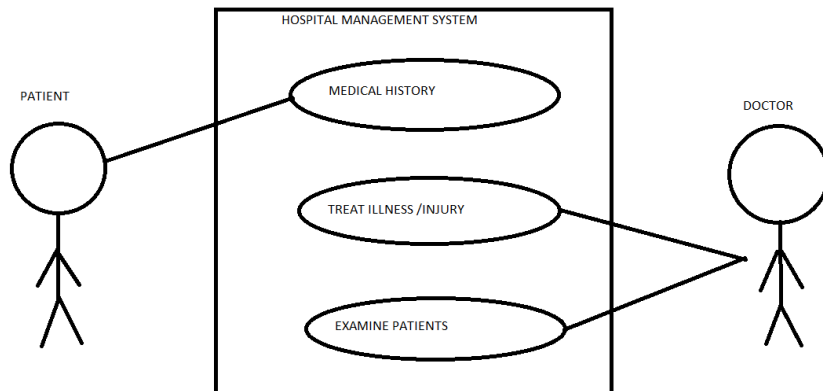 HOSPITAL MANAGEMENT SYSTEM
PATIENT
MEDICAL HISTORY
DOCTOR
TREAT ILLNESS /INJURY
EXAMINE PATIENTS